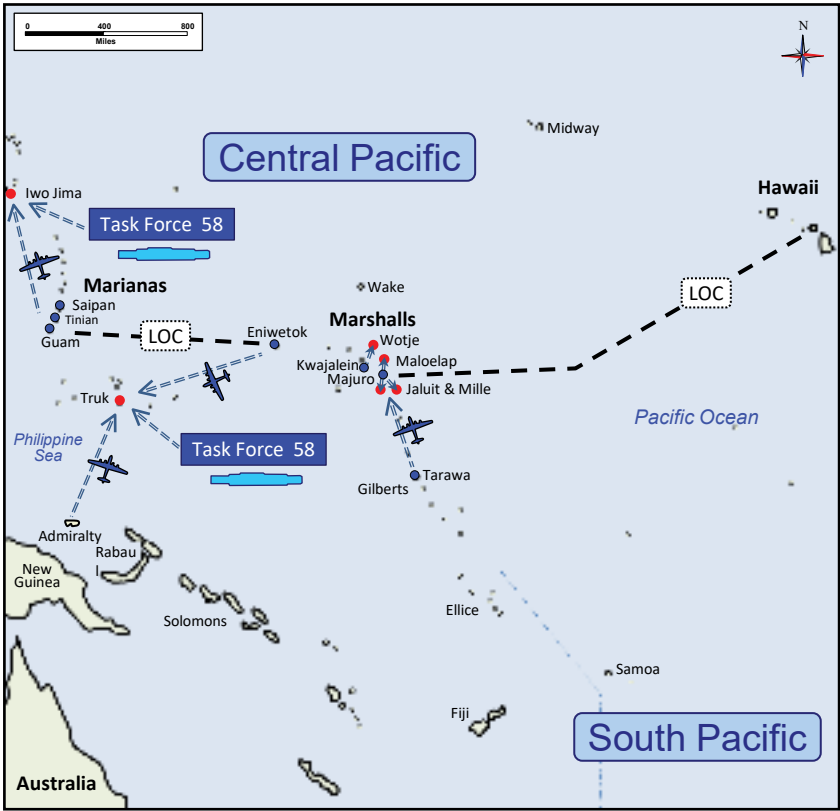 0 400 800
Miles
N
Midway
Central Pacific
Hawaii
Iwo Jima
Task Force 58
LOC
Wake
Marianas
Saipan
Tinian
Guam
LOC
Eniwetok
Marshalls
Wotje
Maloelap
Kwajalein
Majuro
Jaluit & Mille
Truk
Pacific Ocean
Philippine
Sea
Task Force 58
Tarawa
Gilberts
Admiralty
Rabau
l
New
Guinea
Solomons
Ellice
Samoa
Fiji
South Pacific
Australia